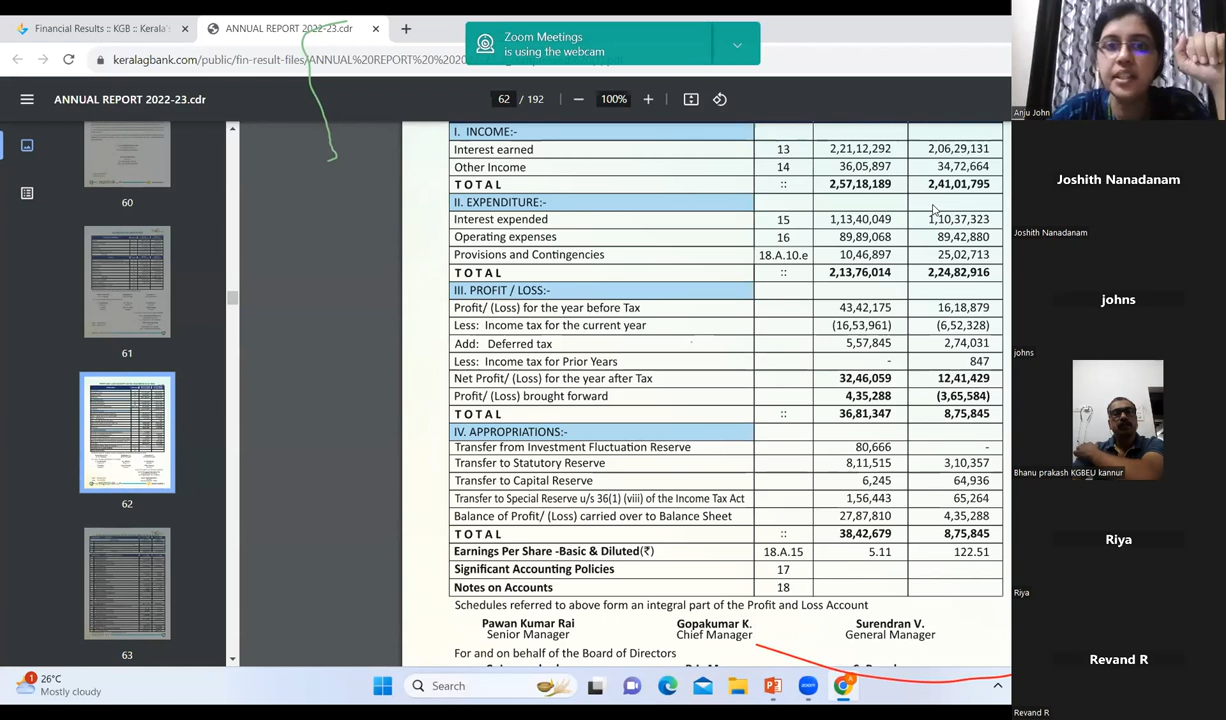 Financial Results :: KGB :: Kerala's
ANNUAL REPORT 2022-23.cdr
Zoom Meetings
is using the webcam
keralagbank.com/public/fin-result-files/ANNUAL%20REPORT%20%20
ANNUAL REPORT 2022-23.cdr
62 / 192
100%
60
61
62
63
I. INCOME:-
Interest earned 13 2,21,12,292 2,06,29,131
Other Income 14 36,05,897 34,72,664
T O T A L :: 2,57,18,189 2,41,01,795
II. EXPENDITURE:-
Interest expended 15 1,13,40,049 1,10,37,323
Operating expenses 16 89,89,068 89,42,880
Provisions and Contingencies 18.A.10.e 10,46,897 25,02,713
T O T A L :: 2,13,76,014 2,24,82,916
III. PROFIT / LOSS:-
Profit/ (Loss) for the year before Tax 43,42,175 16,18,879
Less: Income tax for the current year (16,53,961) (6,52,328)
Add: Deferred tax 5,57,845 2,74,031
Less: Income tax for Prior Years - 847
Net Profit/ (Loss) for the year after Tax 32,46,059 12,41,429
Profit/ (Loss) brought forward 4,35,288 (3,65,584)
T O T A L :: 36,81,347 8,75,845
IV. APPROPRIATIONS:-
Transfer from Investment Fluctuation Reserve 80,666 -
Transfer to Statutory Reserve 8,11,515 3,10,357
Transfer to Capital Reserve 6,245 64,936
Transfer to Special Reserve u/s 36(1) (viii) of the Income Tax Act 1,56,443 65,264
Balance of Profit/ (Loss) carried over to Balance Sheet 27,87,810 4,35,288
T O T A L :: 38,42,679 8,75,845
Earnings Per Share -Basic & Diluted(₹) 18.A.15 5.11 122.51
Significant Accounting Policies 17
Notes on Accounts 18
Schedules referred to above form an integral part of the Profit and Loss Account
Pawan Kumar Rai Gopakumar K. Surendran V.
Senior Manager Chief Manager General Manager
For and on behalf of the Board of Directors
26°C
Mostly cloudy
1
Search
Anju John
Joshith Nanadanam
Joshith Nanadanam
johns
johns
Bhanu prakash KGBEU kannur
Riya
Riya
Revand R
Revand R